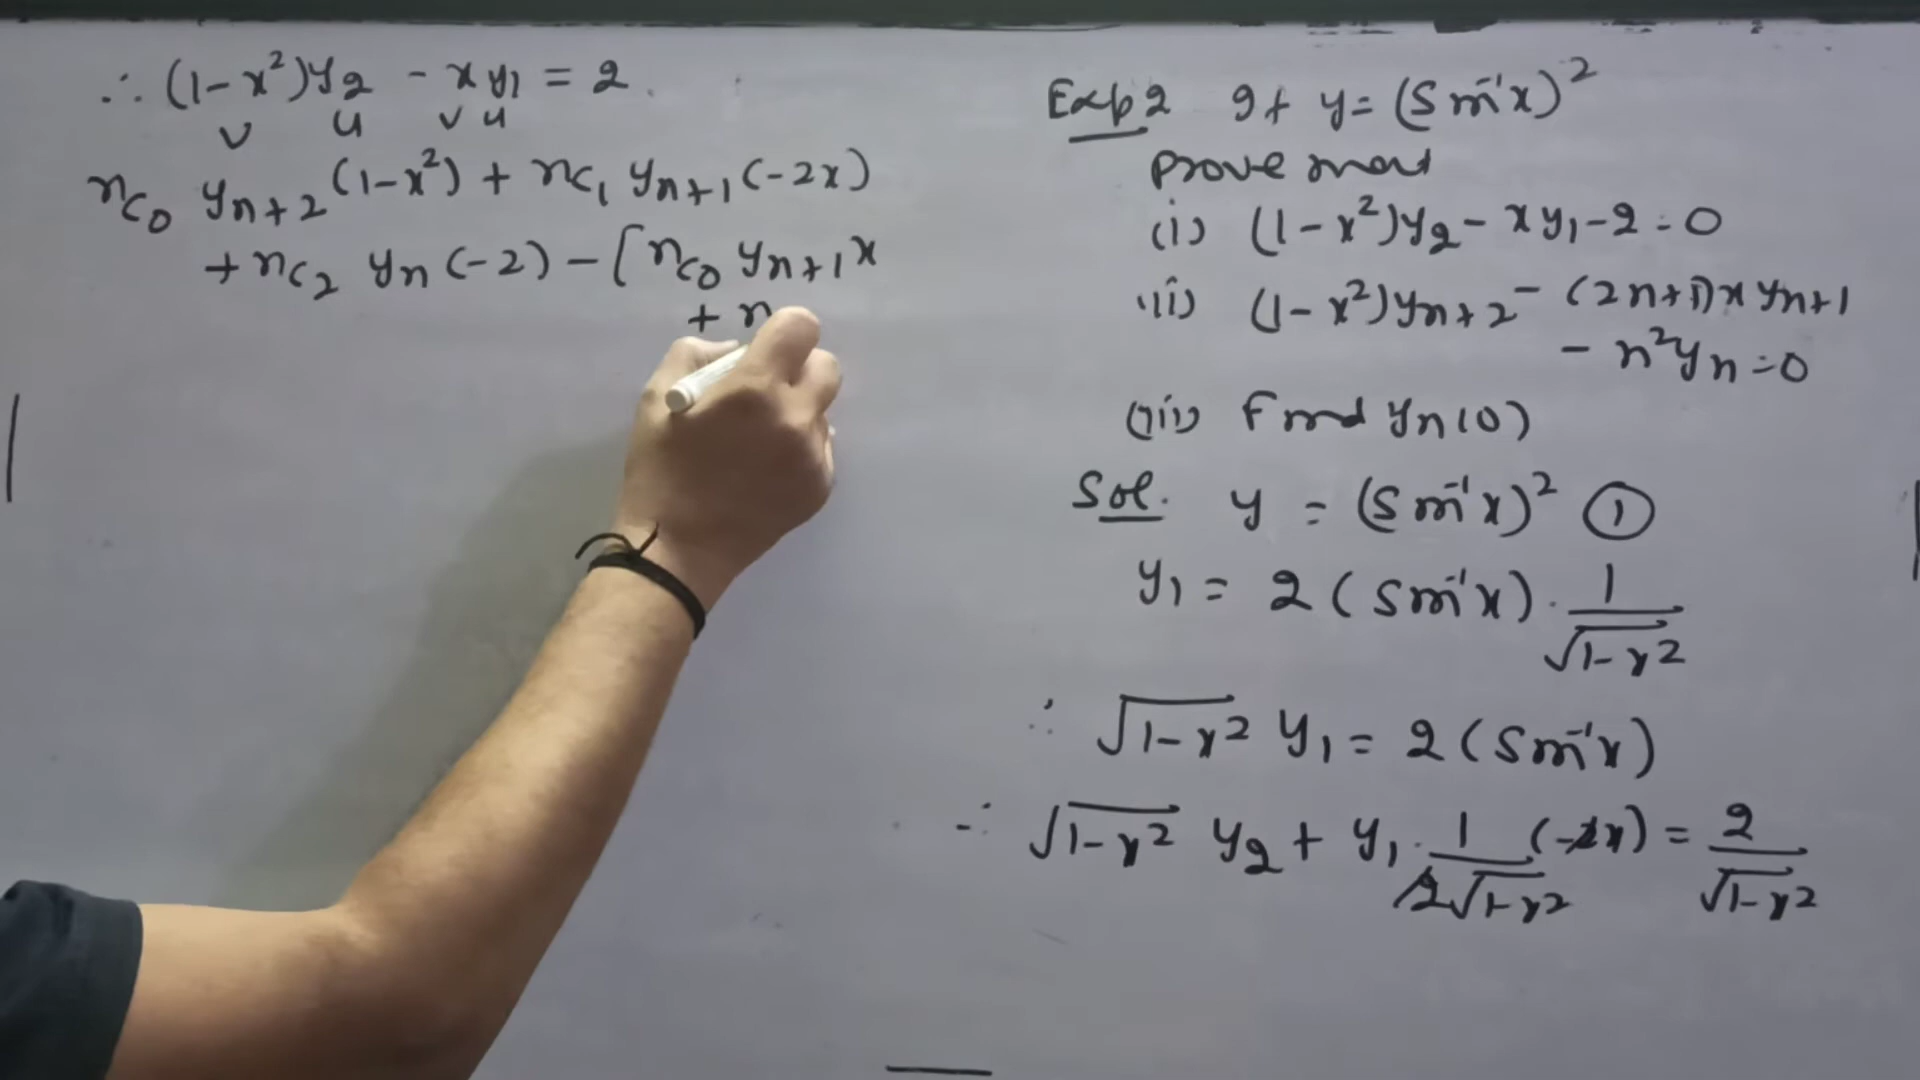 ∴ (1-x²)y₂ - xy₁ = 2
v u v u
nc₀ yₙ₊₂ (1-x²) + nc₁ yₙ₊₁ (-2x)
+ nc₂ yₙ (-2) - [nc₀ yₙ₊₁ x
+ n
Exp 2 If y = (Sin⁻¹x)²
Prove that
(i) (1-x²)y₂ - xy₁ - 2 = 0
(ii) (1-x²)yₙ₊₂ - (2n+1)x yₙ₊₁
- n²yₙ = 0
(iii) Find yₙ(0)
Sol. y = (Sin⁻¹x)² ①
y₁ = 2 (Sin⁻¹x) · 1/√1-x²
∴ √1-x² y₁ = 2 (Sin⁻¹x)
∴ √1-x² y₂ + y₁ · 1/2√1-x² (-2x) = 2/√1-x²